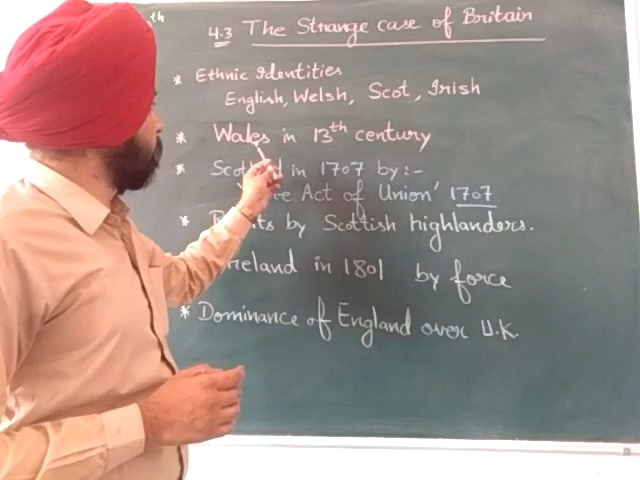 th
4.3 The Strange case of Britain
* Ethnic Identities
English, Welsh, Scot, Irish
* Wales in 13th century
* in 1707 by:-
Act of Union' 1707
* by Scottish highlanders.
in 1801 by force
* Dominance of England over U.K.